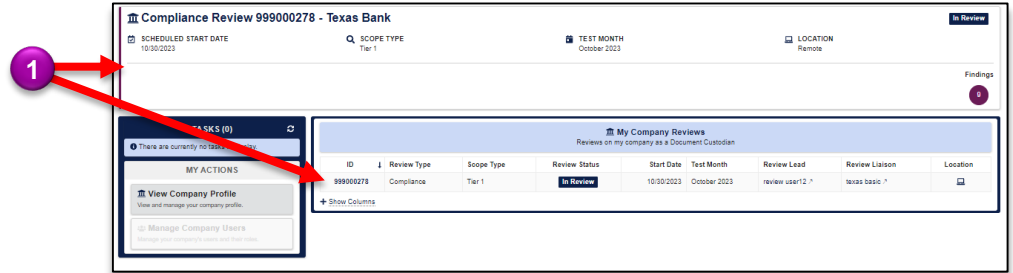 Compliance Review 999000278 - Texas Bank
In Review
SCHEDULED START DATE
10/30/2023
SCOPE TYPE
Tier 1
TEST MONTH
October 2023
LOCATION
Remote
1
Findings
0
TASKS (0)
There are currently no tasks
MY ACTIONS
View Company Profile
View and manage your company profile.
Manage Company Users
Manage your company's users and their roles.
My Company Reviews
Reviews on my company as a Document Custodian
ID ↓ Review Type Scope Type Review Status Start Date Test Month Review Lead Review Liaison Location
999000278 Compliance Tier 1 In Review 10/30/2023 October 2023 review user12 texas basic
+ Show Columns